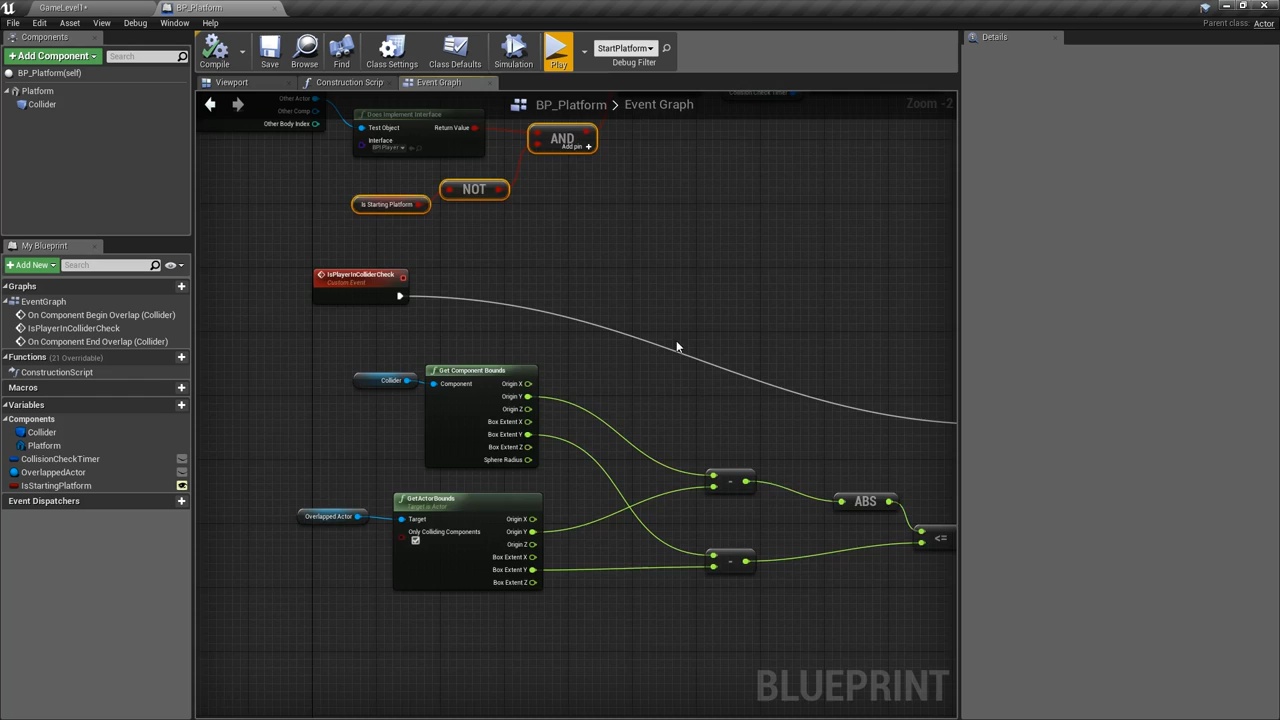 GameLevel1*
BP_Platform
File
Edit
Asset
View
Debug
Window
Help
Parent class: Actor
Components
+ Add Component
Search
BP_Platform(self)
Platform
Collider
Compile
Save
Browse
Find
Class Settings
Class Defaults
Simulation
Play
StartPlatform
Debug Filter
Details
Viewport
Construction Scrip
Event Graph
BP_Platform > Event Graph
Zoom -2
My Blueprint
+ Add New
Search
Graphs
EventGraph
On Component Begin Overlap (Collider)
IsPlayerInColliderCheck
On Component End Overlap (Collider)
Functions (21 Overridable)
ConstructionScript
Macros
Variables
Components
Collider
Platform
CollisionCheckTimer
OverlappedActor
IsStartingPlatform
Event Dispatchers
Other Actor
Other Comp
Other Body Index
Does Implement Interface
Test Object
Return Value
Interface
BPI Player
AND
Add pin +
NOT
Is Starting Platform
IsPlayerInColliderCheck
Custom Event
Collider
Get Component Bounds
Component
Origin X
Origin Y
Origin Z
Box Extent X
Box Extent Y
Box Extent Z
Sphere Radius
Overlapped Actor
GetActorBounds
Target is Actor
Target
Only Colliding Components
Origin X
Origin Y
Origin Z
Box Extent X
Box Extent Y
Box Extent Z
-
-
ABS
<=
BLUEPRINT